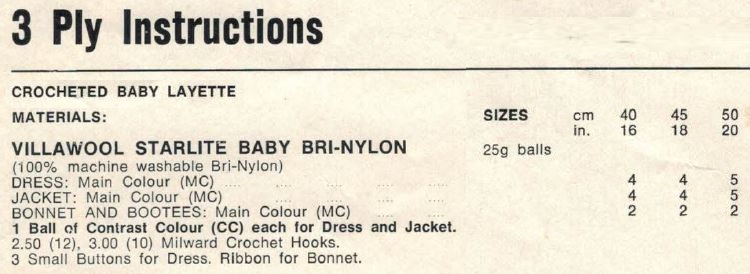 3 Ply Instructions
CROCHETED BABY LAYETTE
MATERIALS: SIZES cm 40 45 50
in. 16 18 20
VILLAWOOL STARLITE BABY BRI-NYLON 25g balls
(100% machine washable Bri-Nylon)
DRESS: Main Colour (MC) .... .... .... .... 4 4 5
JACKET: Main Colour (MC) .... .... .... .... 4 4 5
BONNET AND BOOTEES: Main Colour (MC) .... .... 2 2 2
1 Ball of Contrast Colour (CC) each for Dress and Jacket.
2.50 (12), 3.00 (10) Milward Crochet Hooks.
3 Small Buttons for Dress. Ribbon for Bonnet.